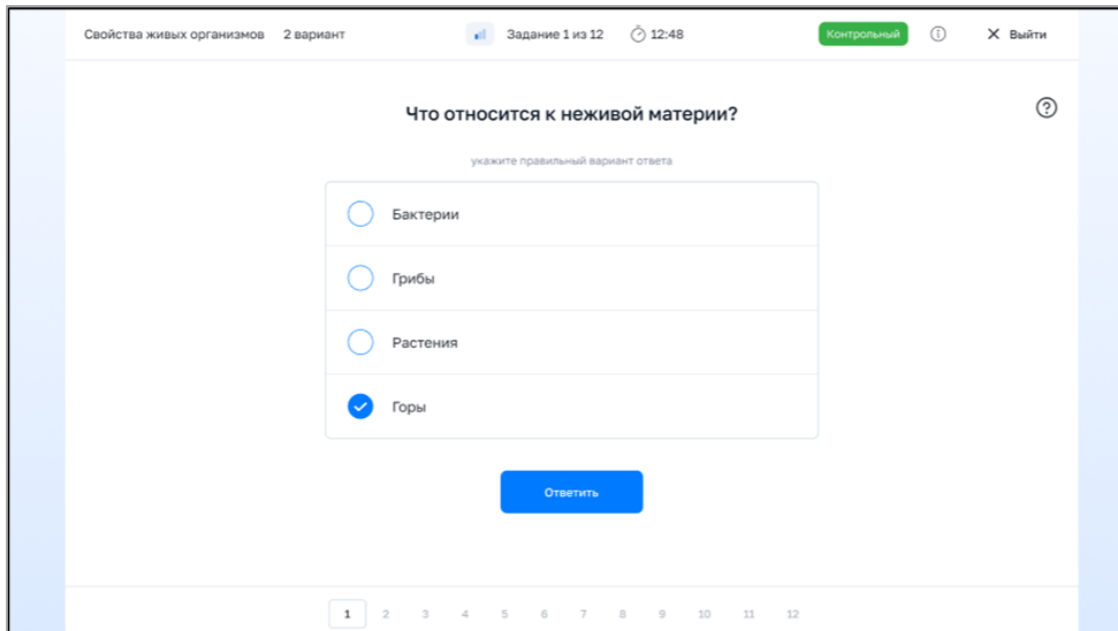 Свойства живых организмов 2 вариант Задание 1 из 12 12:48 Контрольный Выйти
Что относится к неживой материи?
укажите правильный вариант ответа
Бактерии
Грибы
Растения
Горы
Ответить
1 2 3 4 5 6 7 8 9 10 11 12